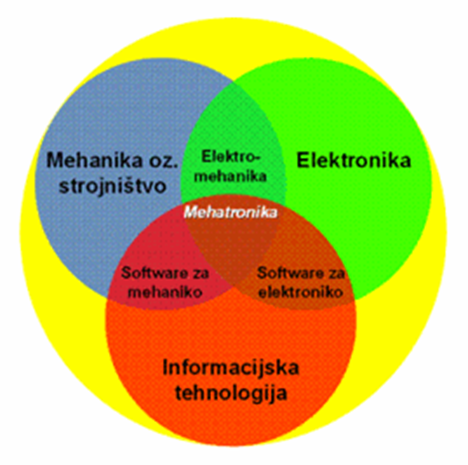 Mehanika oz.
strojništvo
Elektro-
mehanika
Elektronika
Mehatronika
Software za
mehaniko
Software za
elektroniko
Informacijska
tehnologija